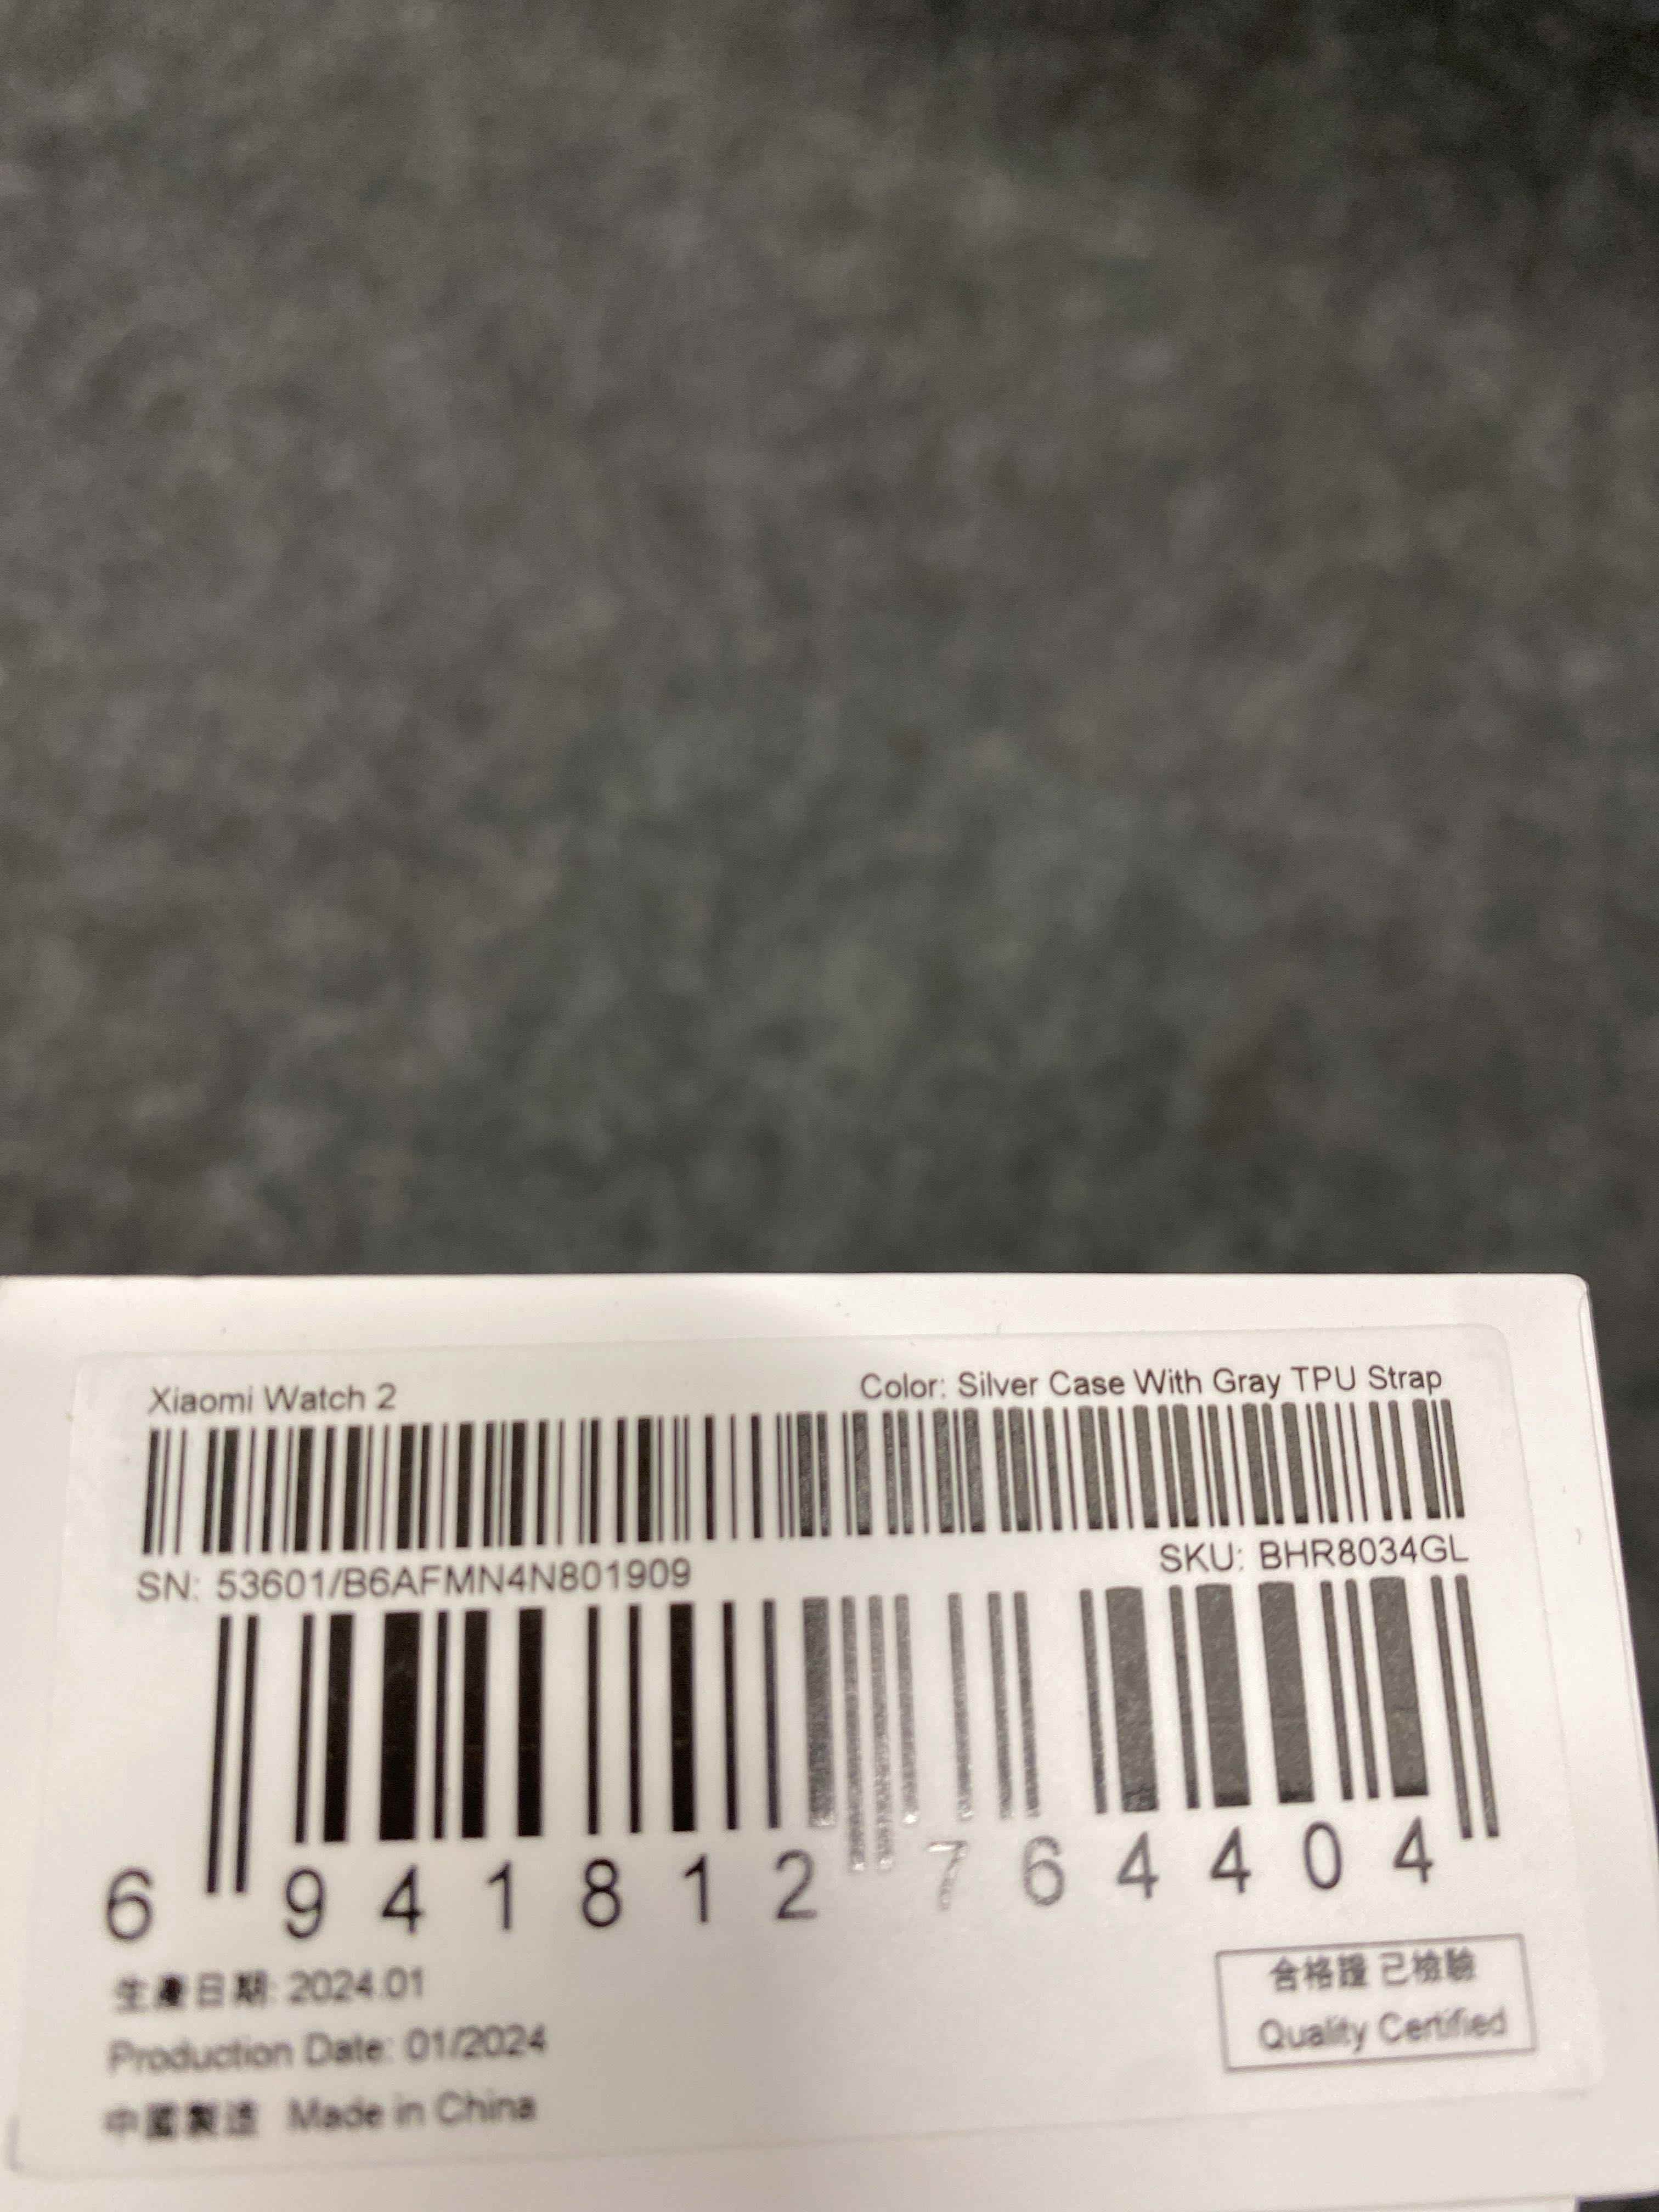 Xiaomi Watch 2
Color: Silver Case With Gray TPU Strap
SN: 53601/B6AFMN4N801909
SKU: BHR8034GL
6 941812 764404
生產日期: 2024.01
Production Date: 01/2024
中國製造 Made in China
合格證 已檢驗
Quality Certified